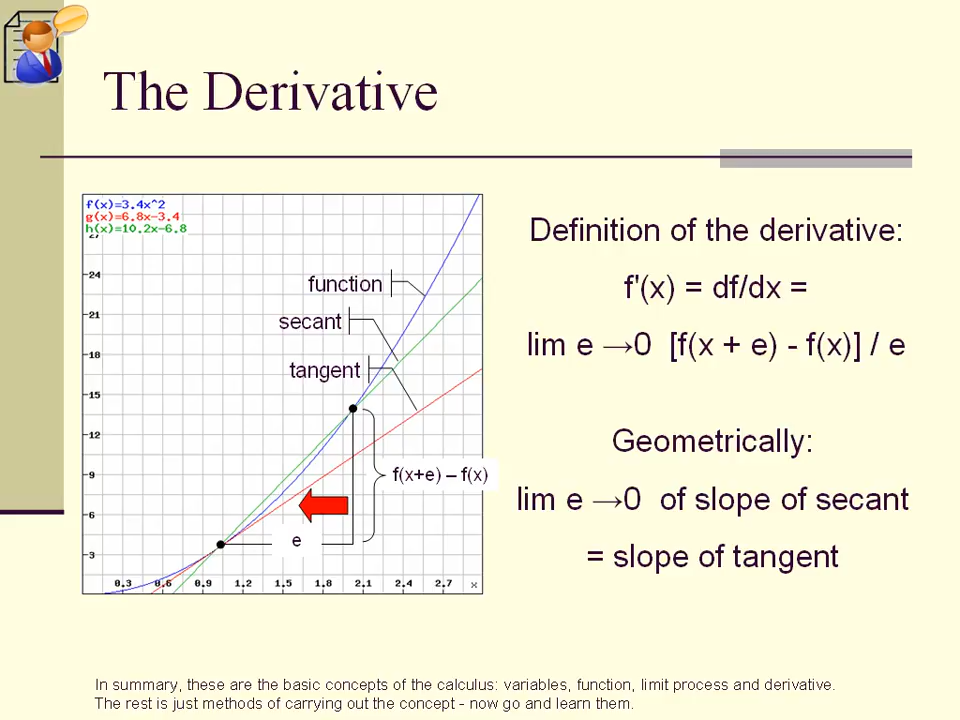 The Derivative
f(x)=3.4x^2
g(x)=6.8x-3.4
h(x)=10.2x-6.8
27
24
21
18
15
12
9
6
3
0.3 0.6 0.9 1.2 1.5 1.8 2.1 2.4 2.7 x
function
secant
tangent
f(x+e) – f(x)
e
Definition of the derivative:
f'(x) = df/dx =
lim e →0 [f(x + e) - f(x)] / e
Geometrically:
lim e →0 of slope of secant
= slope of tangent
In summary, these are the basic concepts of the calculus: variables, function, limit process and derivative.
The rest is just methods of carrying out the concept - now go and learn them.